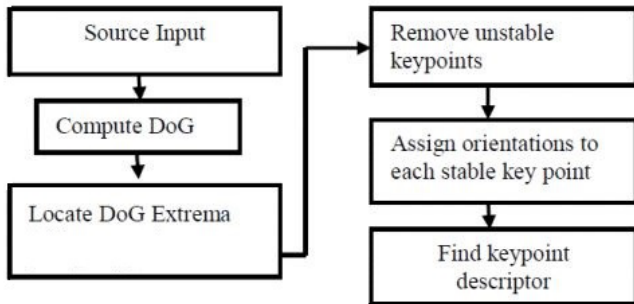 Source Input
Compute DoG
Locate DoG Extrema
Remove unstable
keypoints
Assign orientations to
each stable key point
Find keypoint
descriptor